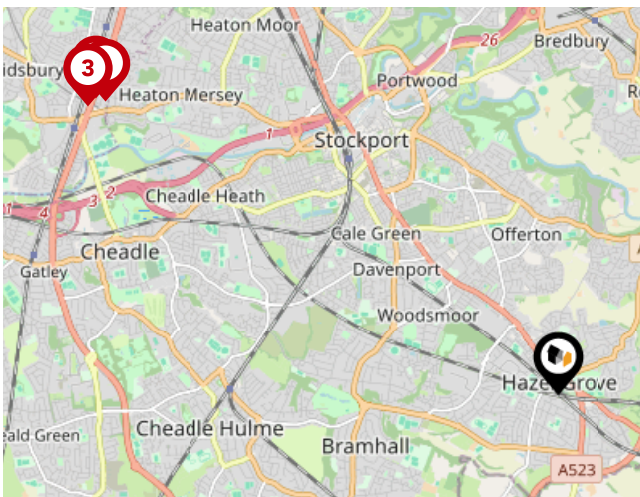 Heaton Moor
26
Bredbury
idsbury
3
Portwood
Heaton Mersey
R
1
Stockport
1
4
3
2
Cheadle Heath
Cale Green
Offerton
Cheadle
Gatley
Davenport
Woodsmoor
Hazel Grove
eald Green
Cheadle Hulme
Bramhall
A523